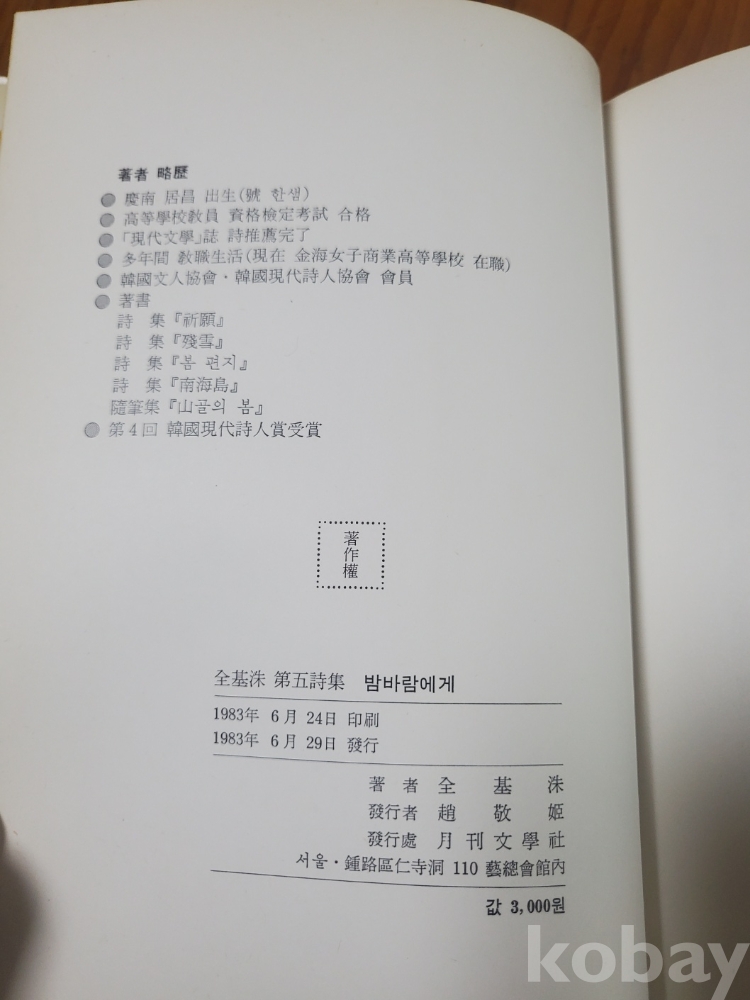 著者 略歷
● 慶南 居昌 出生(號 한샘)
● 高等學校敎員 資格檢定考試 合格
● 「現代文學」誌 詩推薦完了
● 多年間 敎職生活(現在 金海女子商業高等學校 在職)
● 韓國文人協會·韓國現代詩人協會 會員
● 著書
詩 集『祈願』
詩 集『殘雪』
詩 集『봄 편지』
詩 集『南海島』
隨筆集『山골의 봄』
● 第4回 韓國現代詩人賞受賞
著作權
全基洙 第五詩集 밤바람에게
1983年 6月 24日 印刷
1983年 6月 29日 發行
著 者 全 基 洙
發行者 趙 敬 姬
發行處 月刊文學社
서울·鍾路區仁寺洞 110 藝總會館內
값 3,000원
kobay